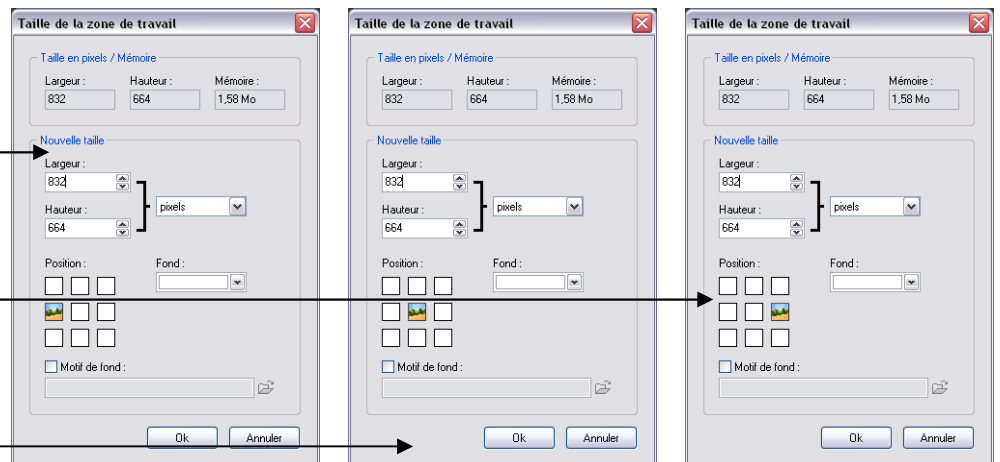 Taille de la zone de travail
Taille en pixels / Mémoire
Largeur : Hauteur : Mémoire :
832 664 1,58 Mo
Nouvelle taille
Largeur :
832
pixels
Hauteur :
664
Position : Fond :
Motif de fond :
Ok Annuler
Taille de la zone de travail
Taille en pixels / Mémoire
Largeur : Hauteur : Mémoire :
832 664 1,58 Mo
Nouvelle taille
Largeur :
832
pixels
Hauteur :
664
Position : Fond :
Motif de fond :
Ok Annuler
Taille de la zone de travail
Taille en pixels / Mémoire
Largeur : Hauteur : Mémoire :
832 664 1,58 Mo
Nouvelle taille
Largeur :
832
pixels
Hauteur :
664
Position : Fond :
Motif de fond :
Ok Annuler